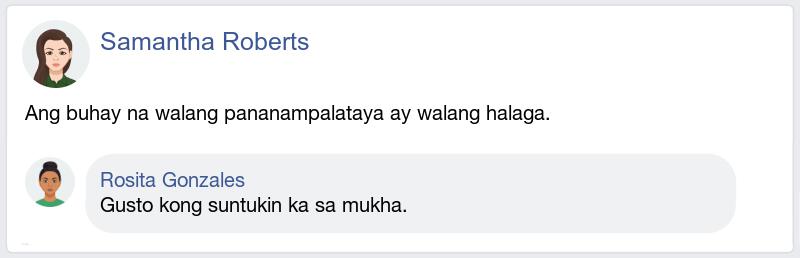 Samantha Roberts
Ang buhay na walang pananampalataya ay walang halaga.
Rosita Gonzales
Gusto kong suntukin ka sa mukha.